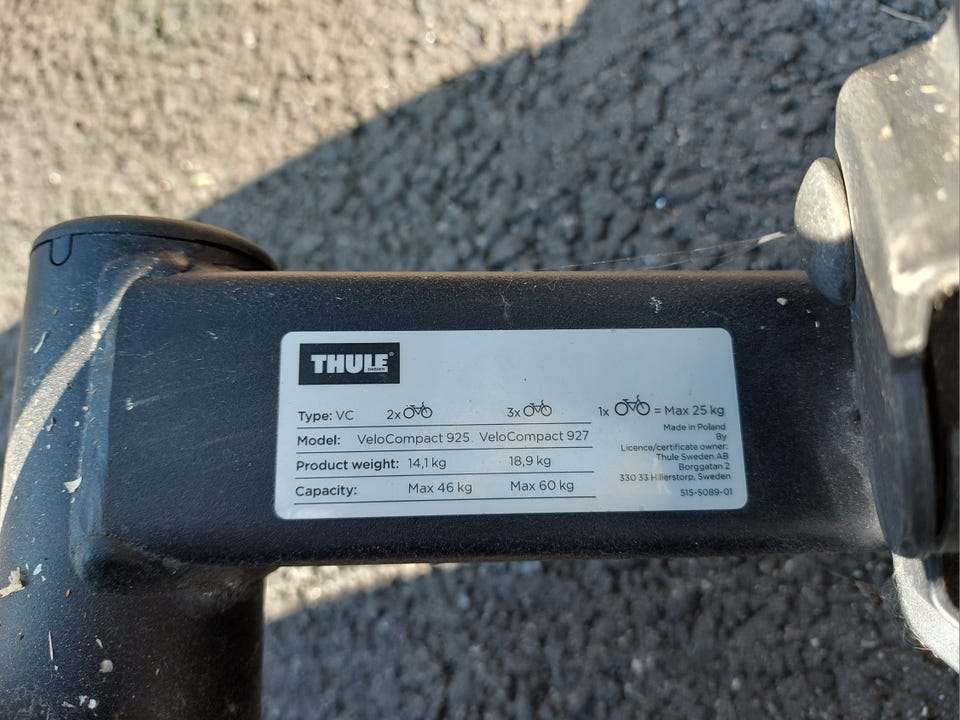 THULE
SWEDEN
Type: VC 2x 3x 1x = Max 25 kg
Model: VeloCompact 925 VeloCompact 927
Product weight: 14,1 kg 18,9 kg
Capacity: Max 46 kg Max 60 kg
Made in Poland
By
Licence/certificate owner:
Thule Sweden AB
Borggatan 2
330 33 Hillerstorp, Sweden
515-5089-01